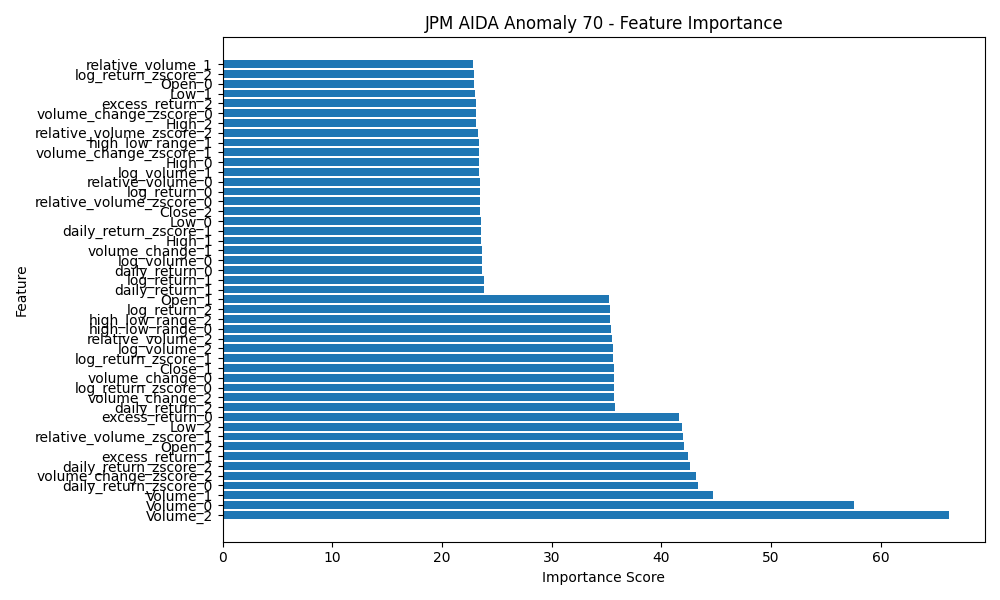 JPM AIDA Anomaly 70 - Feature Importance
relative_volume_1
log_return_zscore_2
Open_0
Low_1
excess_return_2
volume_change_zscore_0
High_2
relative_volume_zscore_2
high_low_range_1
volume_change_zscore_1
High_0
log_volume_1
relative_volume_0
log_return_0
relative_volume_zscore_0
Close_2
Low_0
daily_return_zscore_1
High_1
volume_change_1
log_volume_0
daily_return_0
log_return_1
daily_return_1
Open_1
log_return_2
high_low_range_2
high_low_range_0
relative_volume_2
log_volume_2
log_return_zscore_1
Close_1
volume_change_0
log_return_zscore_0
volume_change_2
daily_return_2
excess_return_0
Low_2
relative_volume_zscore_1
Open_2
excess_return_1
daily_return_zscore_2
volume_change_zscore_2
daily_return_zscore_0
Volume_1
Volume_0
Volume_2
Feature
0 10 20 30 40 50 60
Importance Score